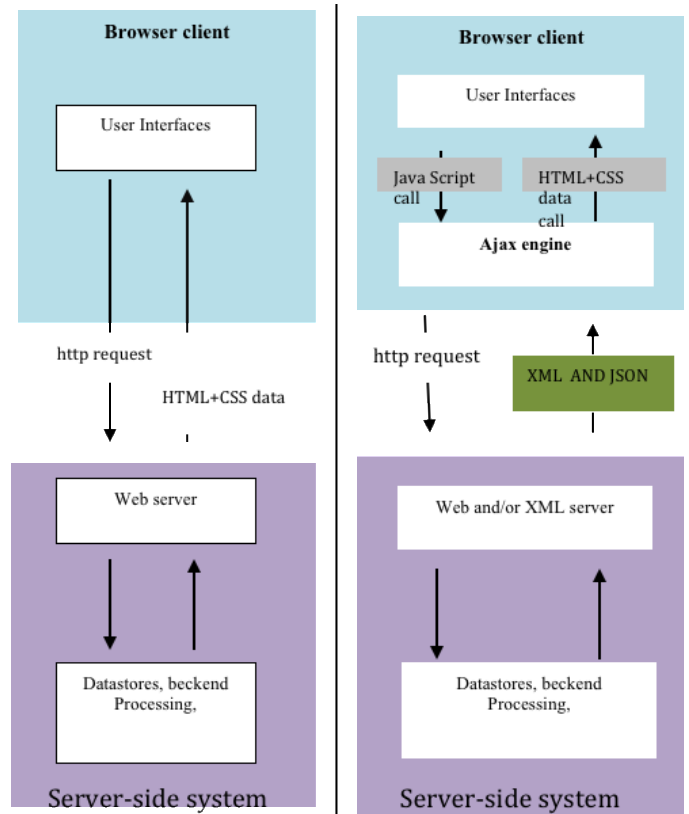 Browser client
User Interfaces
http request
HTML+CSS data
Web server
Datastores, beckend
Processing,
Server-side system
Browser client
User Interfaces
Java Script
call
HTML+CSS
data
call
Ajax engine
http request
XML  AND JSON
Web and/or XML server
Datastores, beckend
Processing,
Server-side system